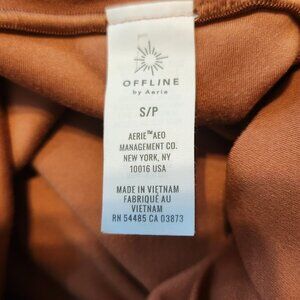 OFFLINE
by Aerie
S/P
AERIE™AEO
MANAGEMENT CO.
NEW YORK, NY
10016 USA
MADE IN VIETNAM
FABRIQUÉ AU
VIETNAM
RN 54485 CA 03873